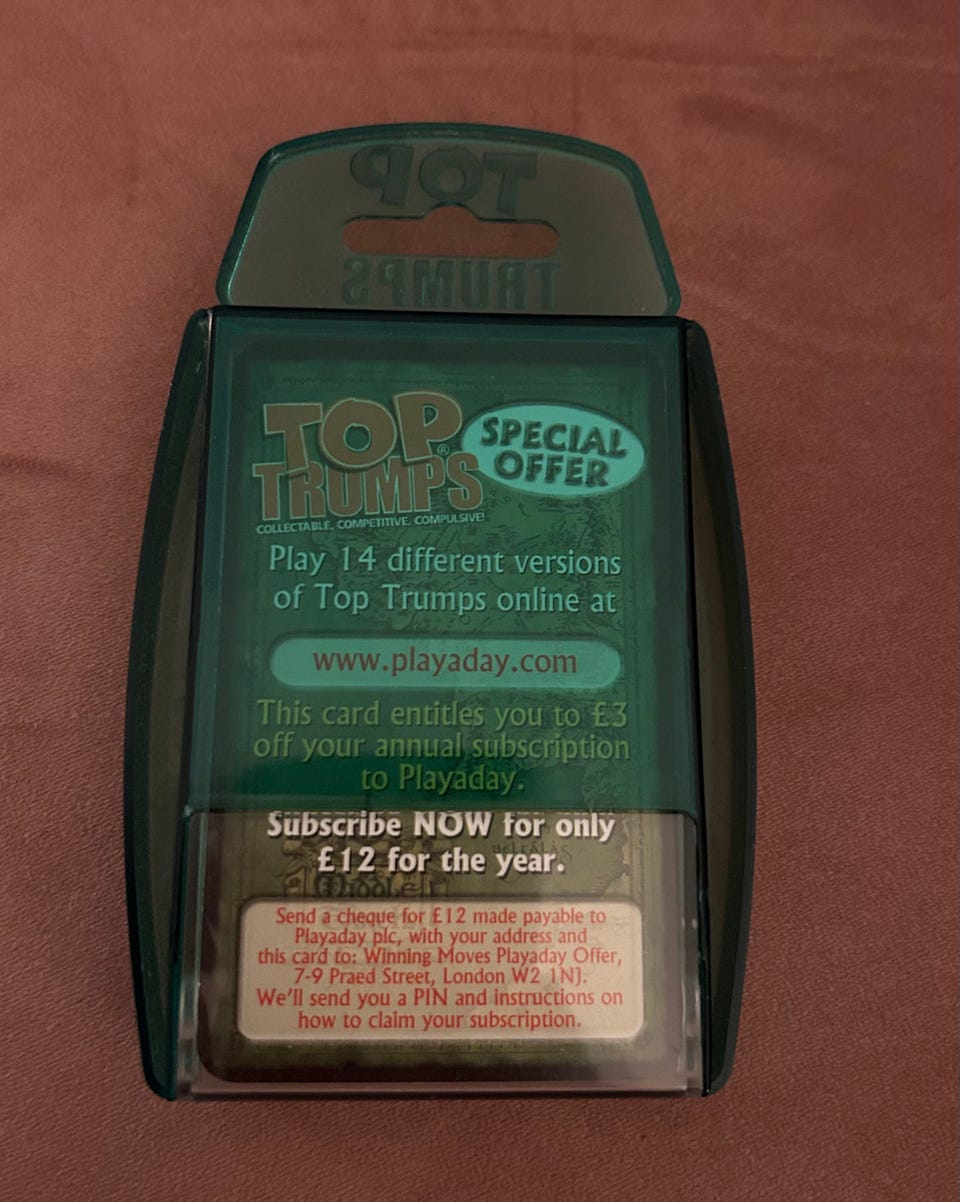 TOP
TRUMPS
TOP
TRUMPS®
COLLECTABLE, COMPETITIVE, COMPULSIVE!
SPECIAL
OFFER
Play 14 different versions
of Top Trumps online at
www.playaday.com
This card entitles you to £3
off your annual subscription
to Playaday.
Subscribe NOW for only
£12 for the year.
BELFALAS
Middle
Send a cheque for £12 made payable to
Playaday plc, with your address and
this card to: Winning Moves Playaday Offer,
7-9 Praed Street, London W2 1NJ.
We'll send you a PIN and instructions on
how to claim your subscription.